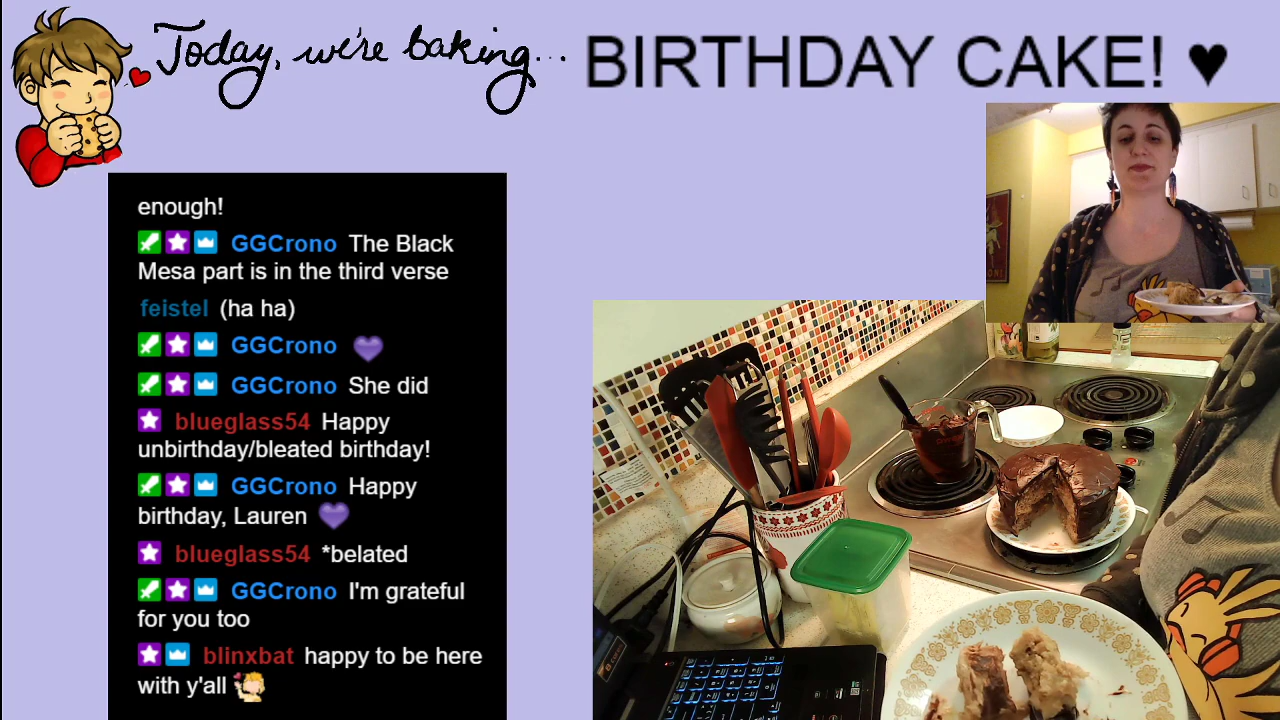 Today, we're baking... BIRTHDAY CAKE! ♥
enough!
GGCrono The Black
Mesa part is in the third verse
feistel (ha ha)
GGCrono
GGCrono She did
blueglass54 Happy
unbirthday/bleated birthday!
GGCrono Happy
birthday, Lauren
blueglass54 *belated
GGCrono I'm grateful
for you too
blinxbat happy to be here
with y'all